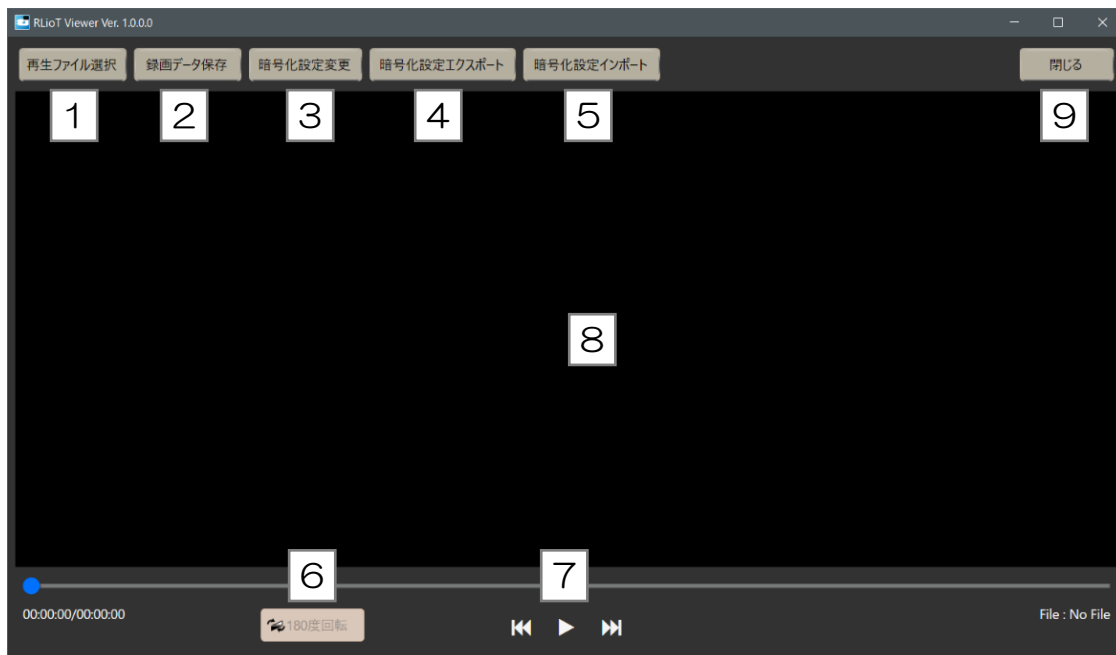 RLioT Viewer Ver. 1.0.0.0
再生ファイル選択
録画データ保存
暗号化設定変更
暗号化設定エクスポート
暗号化設定インポート
閉じる
1
2
3
4
5
9
8
6
7
00:00:00/00:00:00
180度回転
File : No File